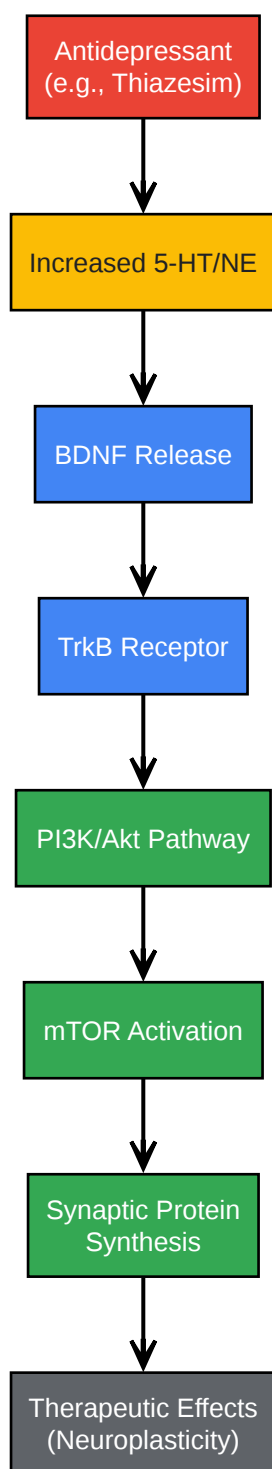 Antidepressant
(e.g., Thiazesim)
Increased 5-HT/NE
BDNF Release
TrkB Receptor
PI3K/Akt Pathway
mTOR Activation
Synaptic Protein
Synthesis
Therapeutic Effects
(Neuroplasticity)